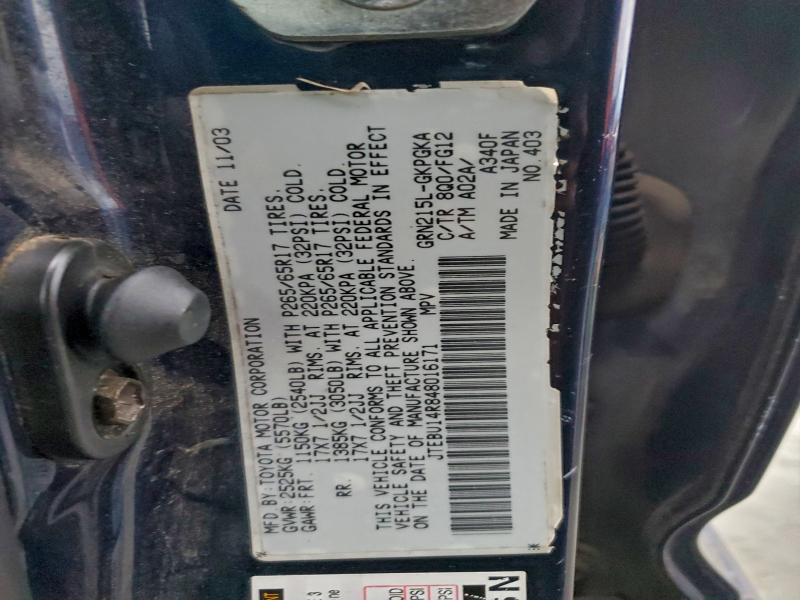 MFD. BY: TOYOTA MOTOR CORPORATION DATE 11/03
GVWR: 2525KG (5570LB)
GAWR: FRT. 1150KG (2540LB) WITH P265/65R17 TIRES.
17X7 1/2JJ RIMS. AT 220KPA (32PSI) COLD.
RR. 1385KG (3050LB) WITH P265/65R17 TIRES.
17X7 1/2JJ RIMS. AT 220KPA (32PSI) COLD.
THIS VEHICLE CONFORMS TO ALL APPLICABLE FEDERAL MOTOR
VEHICLE SAFETY AND THEFT PREVENTION STANDARDS IN EFFECT
ON THE DATE OF MANUFACTURE SHOWN ABOVE.
JTEBU14R848016171 MPV
GRN215L-GKPGKA
C/TR 8Q0/FG12
A/TM A02A/
A340F
MADE IN JAPAN
NO. 403